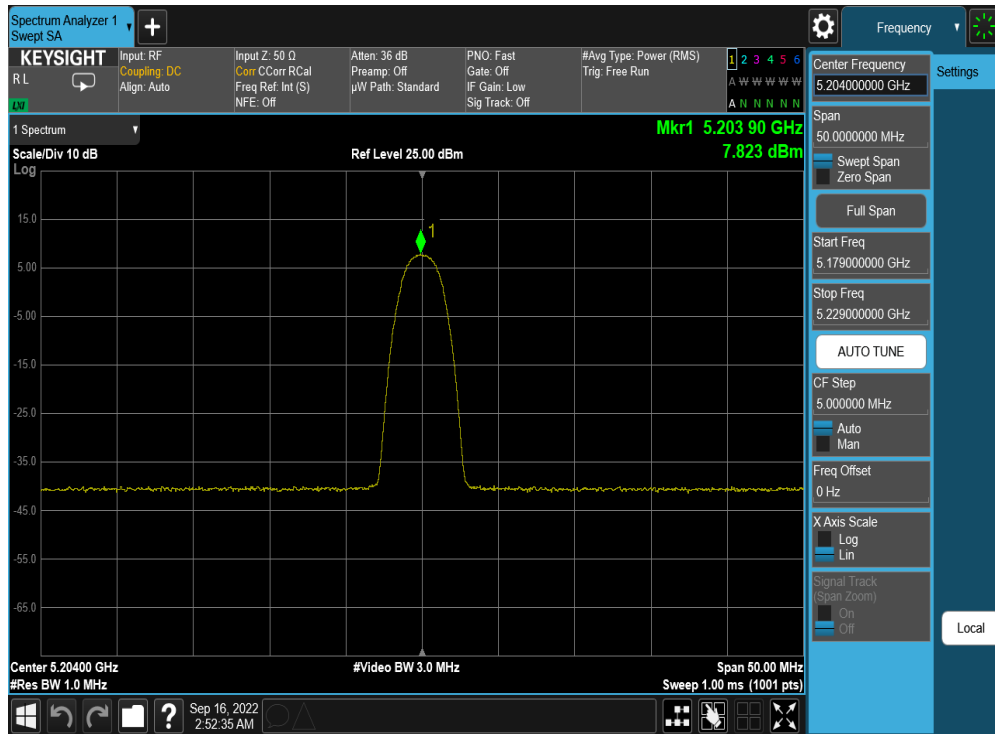 Spectrum Analyzer 1
Swept SA
+
Frequency
KEYSIGHT
R L
LXI
Input: RF
Coupling: DC
Align: Auto
Input Z: 50 Ω
Corr CCorr RCal
Freq Ref: Int (S)
NFE: Off
Atten: 36 dB
Preamp: Off
µW Path: Standard
PNO: Fast
Gate: Off
IF Gain: Low
Sig Track: Off
#Avg Type: Power (RMS)
Trig: Free Run
1 2 3 4 5 6
A W W W W W
A N N N N N
1 Spectrum
Mkr1 5.203 90 GHz
Scale/Div 10 dB
Ref Level 25.00 dBm
7.823 dBm
Log
15.0
1
5.00
-5.00
-15.0
-25.0
-35.0
-45.0
-55.0
-65.0
Center 5.20400 GHz
#Video BW 3.0 MHz
Span 50.00 MHz
#Res BW 1.0 MHz
Sweep 1.00 ms (1001 pts)
Center Frequency
5.204000000 GHz
Settings
Span
50.0000000 MHz
Swept Span
Zero Span
Full Span
Start Freq
5.179000000 GHz
Stop Freq
5.229000000 GHz
AUTO TUNE
CF Step
5.000000 MHz
Auto
Man
Freq Offset
0 Hz
X Axis Scale
Log
Lin
Signal Track
(Span Zoom)
On
Off
Local
?
Sep 16, 2022
2:52:35 AM